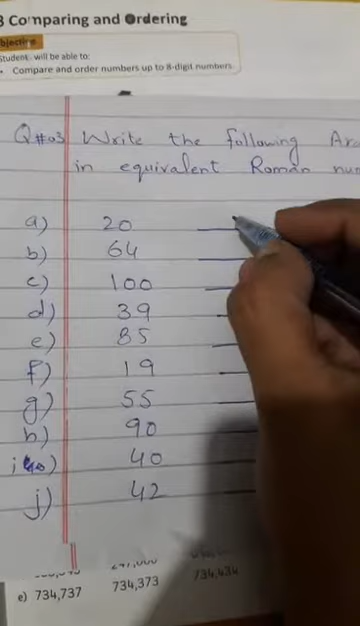 3 Comparing and Ordering
bjective
Student will be able to:
• Compare and order numbers up to 8-digit numbers.
Q#03 Write the following
in equivalent Roman
a) 20
b) 64
c) 100
d) 39
e) 85
f) 19
g) 55
h) 90
i) 40
j) 42
e) 734,737 734,373 734,434